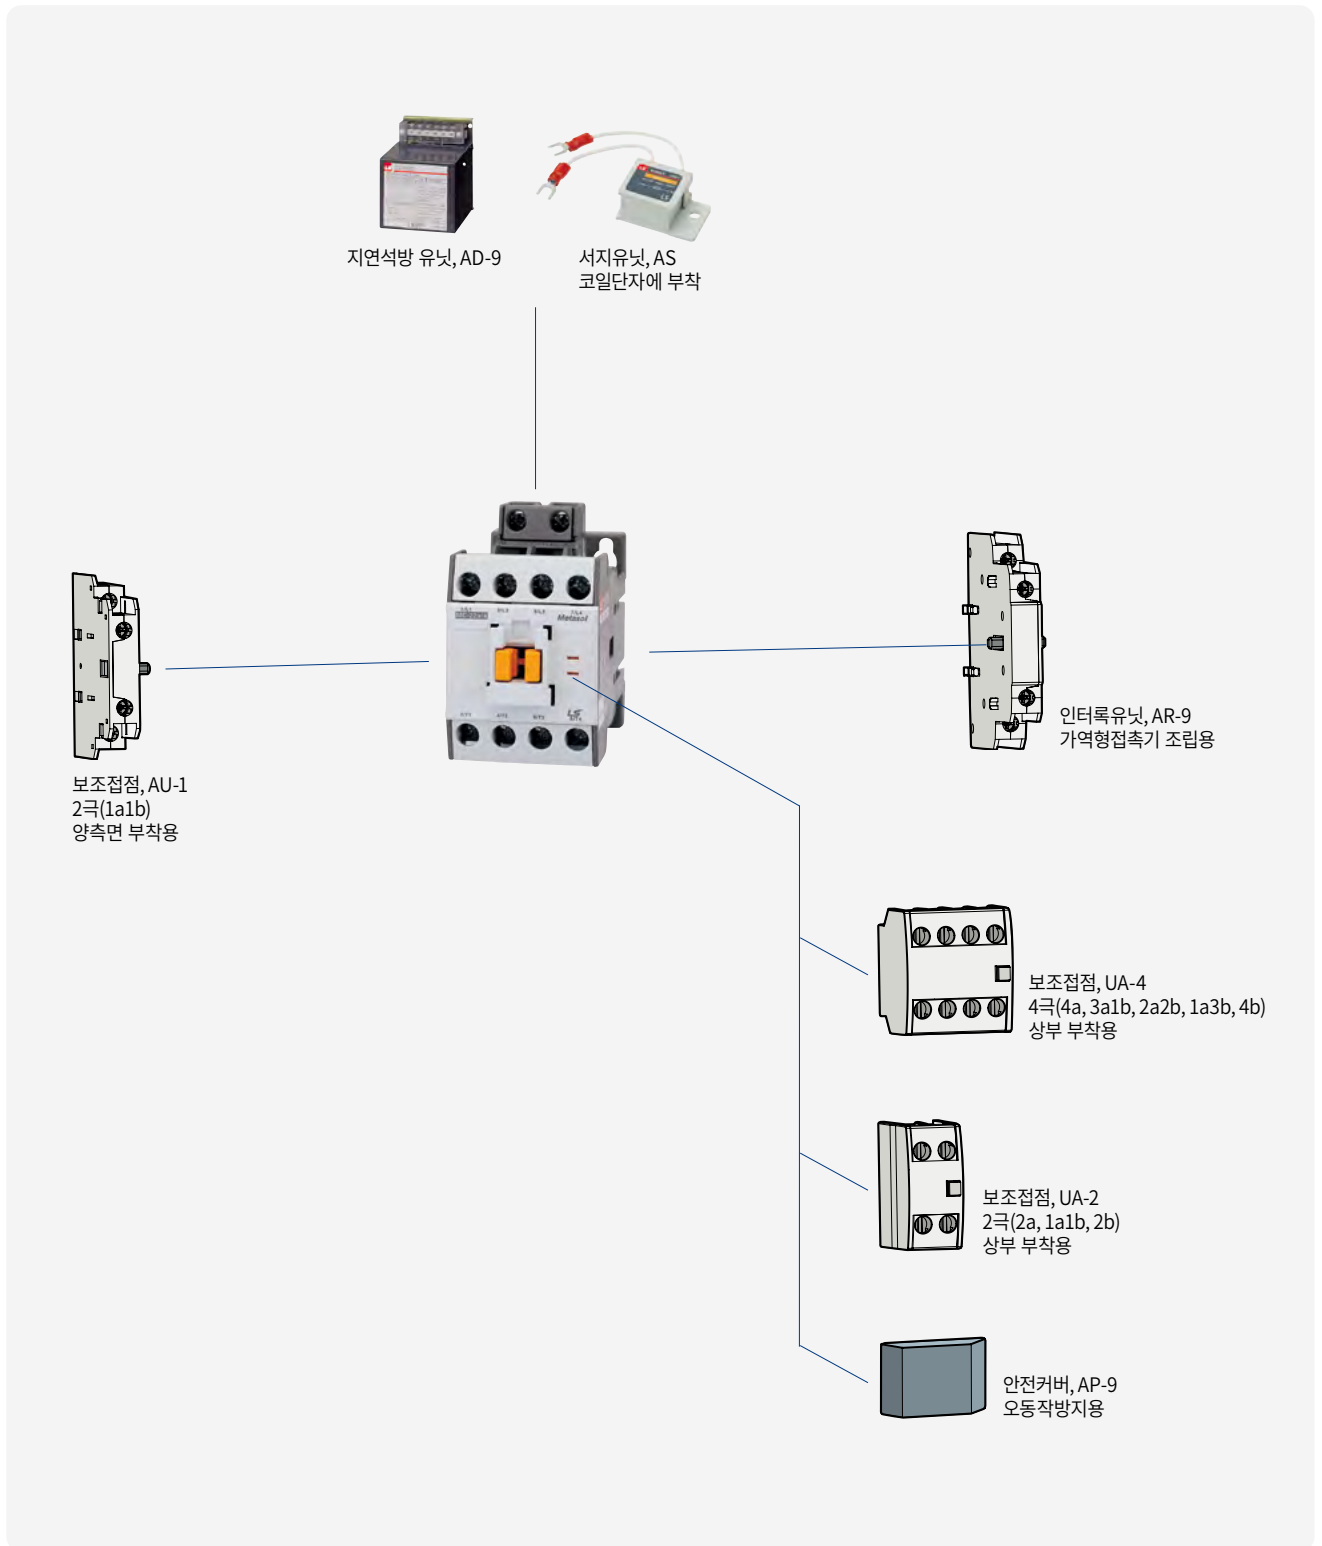 지연석방 유닛, AD-9
서지유닛, AS
코일단자에 부착
Metasol
LS
보조접점, AU-1
2극(1a1b)
양측면 부착용
인터록유닛, AR-9
가역형접촉기 조립용
보조접점, UA-4
4극(4a, 3a1b, 2a2b, 1a3b, 4b)
상부 부착용
보조접점, UA-2
2극(2a, 1a1b, 2b)
상부 부착용
안전커버, AP-9
오동작방지용